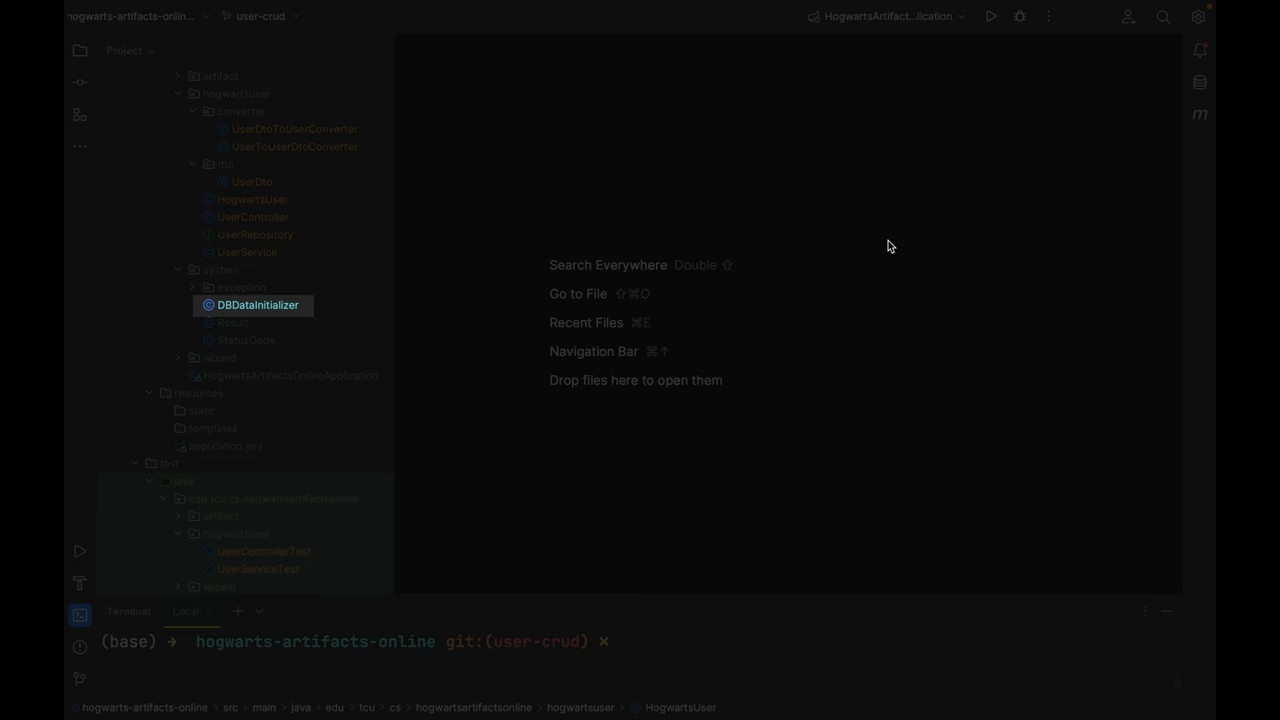 hogwarts-artifacts-onlin...
user-crud
HogwartsArtifact...lication
Project
artifact
hogwartsuser
converter
UserDtoToUserConverter
UserToUserDtoConverter
dto
UserDto
HogwartsUser
UserController
UserRepository
UserService
system
exception
DBDataInitializer
Result
StatusCode
wizard
HogwartsArtifactsOnlineApplication
resources
static
templates
application.yml
test
java
edu.tcu.cs.hogwartsartifactsonline
artifact
hogwartsuser
UserControllerTest
UserServiceTest
wizard
Search Everywhere Double ⇧
Go to File ⇧⌘O
Recent Files ⌘E
Navigation Bar ⌘↑
Drop files here to open them
Terminal Local × +
(base) → hogwarts-artifacts-online git:(user-crud) ×
hogwarts-artifacts-online > src > main > java > edu > tcu > cs > hogwartsartifactsonline > hogwartsuser > HogwartsUser